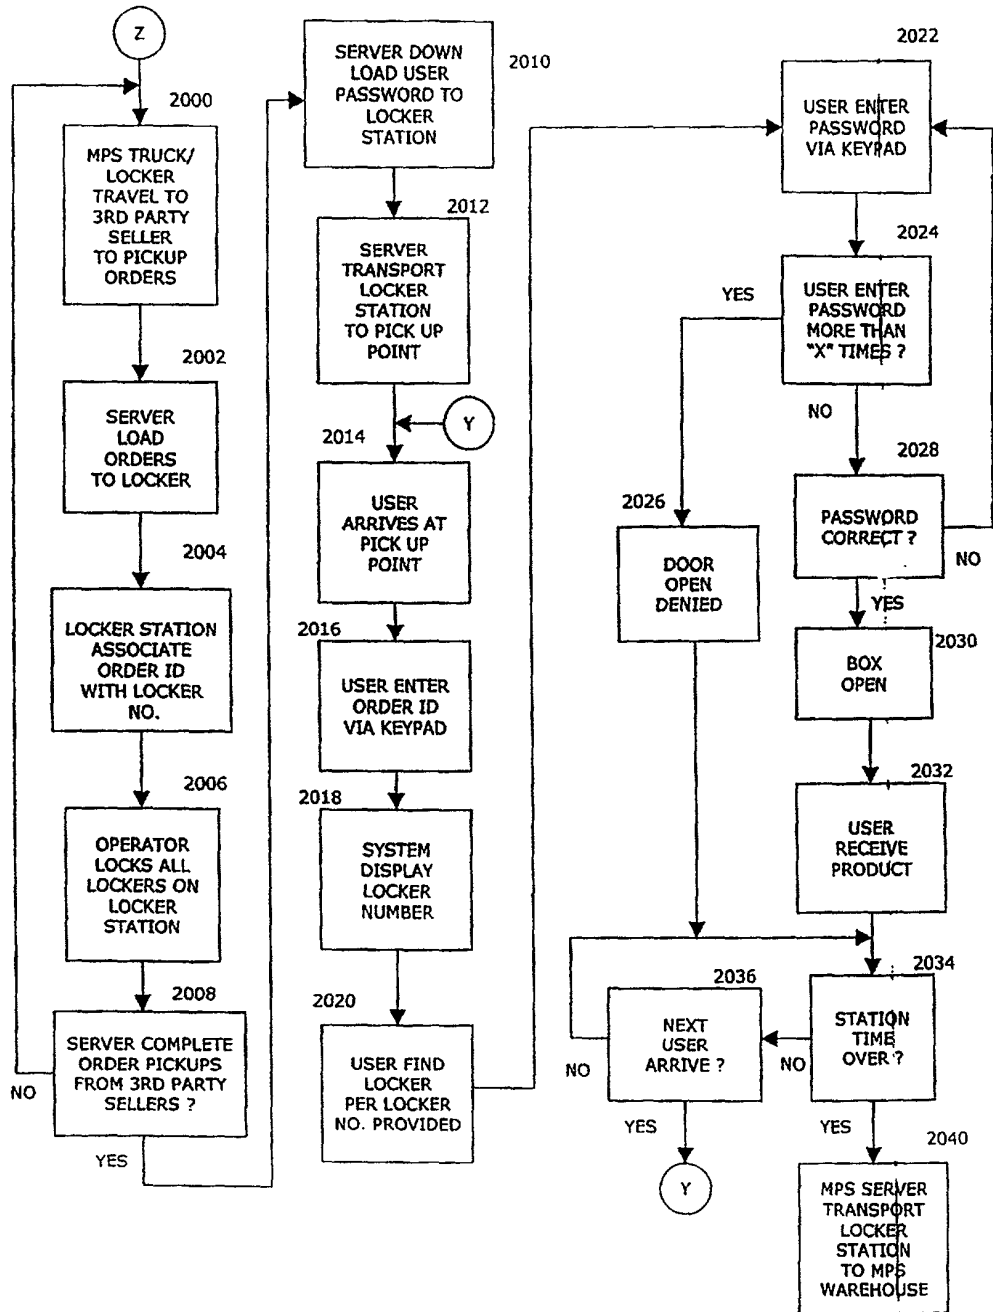 Z
2000
MPS TRUCK/
LOCKER
TRAVEL TO
3RD PARTY
SELLER
TO PICKUP
ORDERS
2002
SERVER
LOAD
ORDERS
TO LOCKER
2004
LOCKER STATION
ASSOCIATE
ORDER ID
WITH LOCKER
NO.
2006
OPERATOR
LOCKS ALL
LOCKERS ON
LOCKER
STATION
2008
SERVER COMPLETE
ORDER PICKUPS
FROM 3RD PARTY
SELLERS ?
NO
YES
2010
SERVER DOWN
LOAD USER
PASSWORD TO
LOCKER
STATION
2012
SERVER
TRANSPORT
LOCKER
STATION
TO PICK UP
POINT
Y
2014
USER
ARRIVES AT
PICK UP
POINT
2016
USER ENTER
ORDER ID
VIA KEYPAD
2018
SYSTEM
DISPLAY
LOCKER
NUMBER
2020
USER FIND
LOCKER
PER LOCKER
NO. PROVIDED
2022
USER ENTER
PASSWORD
VIA KEYPAD
2024
USER ENTER
PASSWORD
MORE THAN
"X" TIMES ?
YES
NO
2026
DOOR
OPEN
DENIED
2028
PASSWORD
CORRECT ?
NO
YES
2030
BOX
OPEN
2032
USER
RECEIVE
PRODUCT
2034
STATION
TIME
OVER ?
NO
YES
2036
NEXT
USER
ARRIVE ?
NO
YES
Y
2040
MPS SERVER
TRANSPORT
LOCKER
STATION
TO MPS
WAREHOUSE